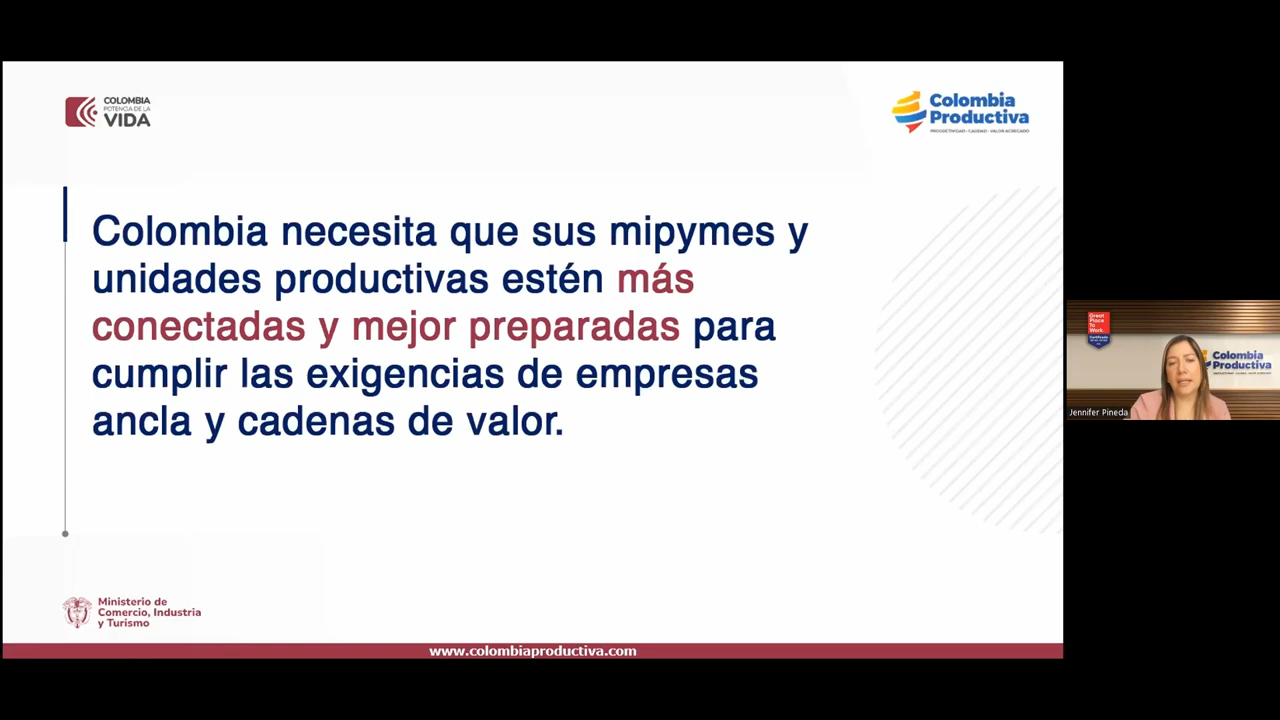 COLOMBIA
POTENCIA DE LA
VIDA
Colombia
Productiva
PRODUCTIVIDAD - CALIDAD - VALOR AGREGADO
Colombia necesita que sus mipymes y
unidades productivas estén más
conectadas y mejor preparadas para
cumplir las exigencias de empresas
ancla y cadenas de valor.
Great
Place
To
Work.
Colombia
Productiva
Jennifer Pineda
Ministerio de
Comercio, Industria
y Turismo
www.colombiaproductiva.com